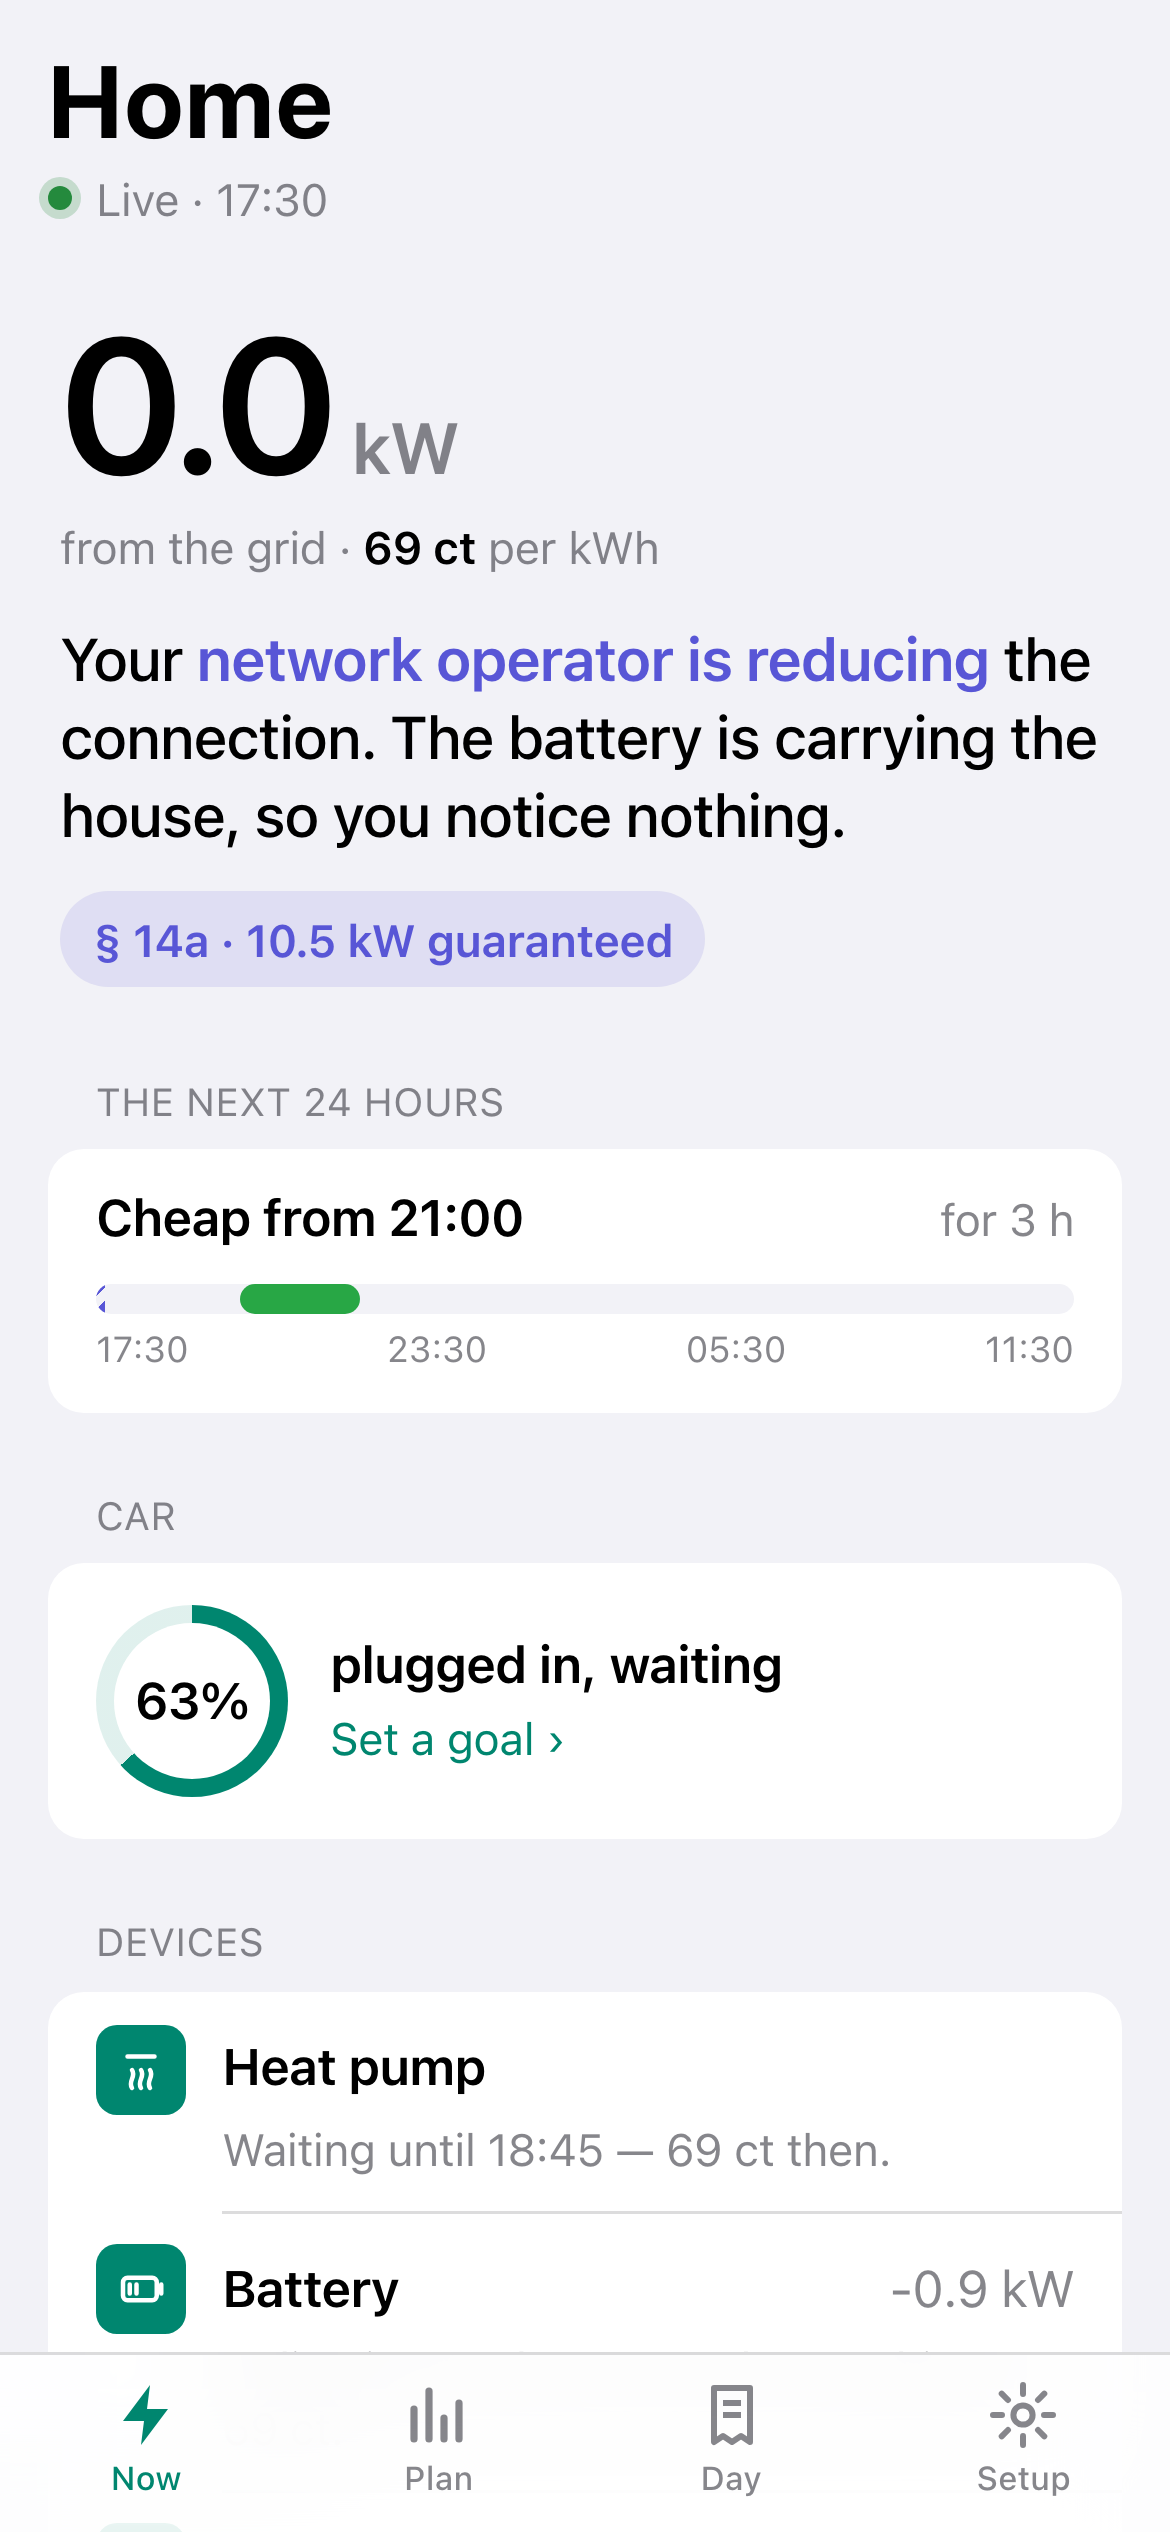 Home
Live · 17:30
0.0 kW
from the grid · 69 ct per kWh
Your network operator is reducing the
connection. The battery is carrying the
house, so you notice nothing.
§ 14a · 10.5 kW guaranteed
THE NEXT 24 HOURS
Cheap from 21:00 for 3 h
17:30 23:30 05:30 11:30
CAR
63%
plugged in, waiting
Set a goal ›
DEVICES
Heat pump
Waiting until 18:45 — 69 ct then.
Battery -0.9 kW
Now Plan Day Setup